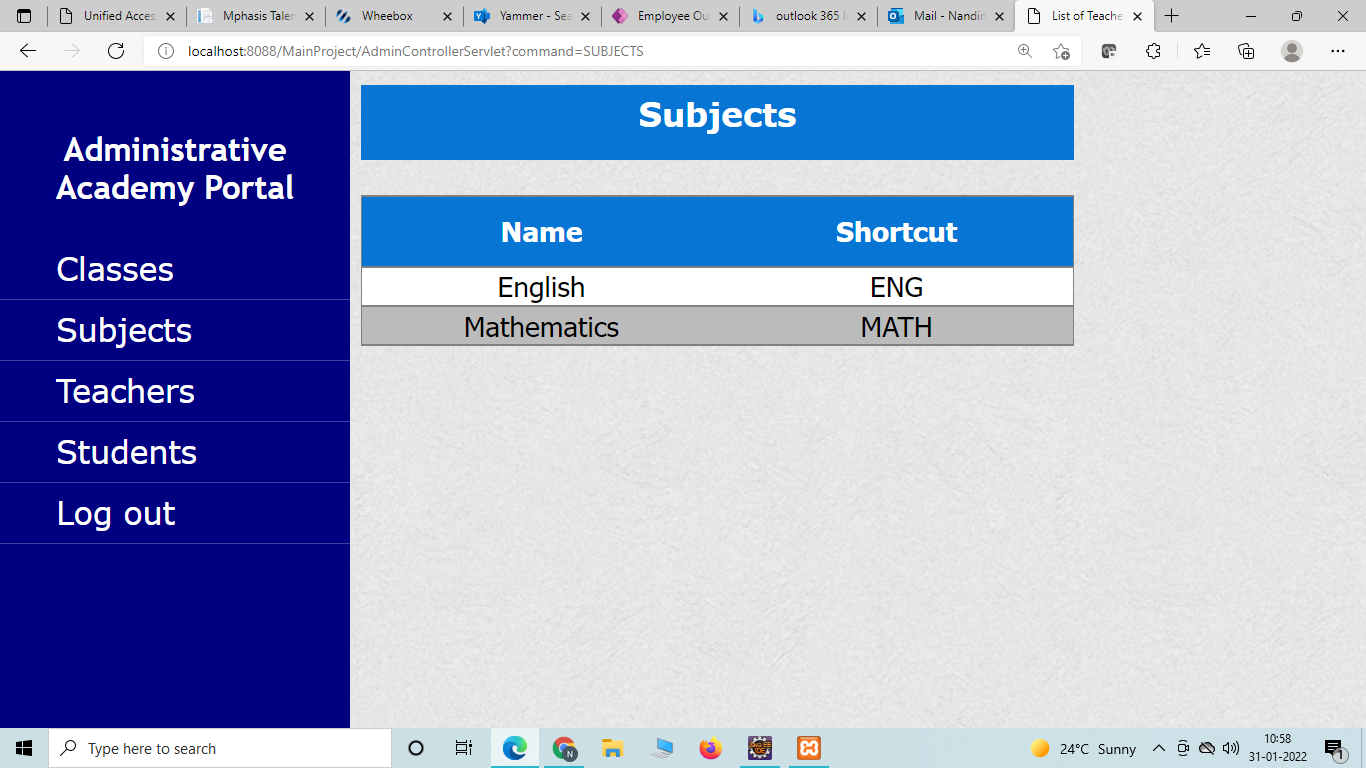 Unified Acces
Mphasis Talen
Wheebox
Yammer - Sea
Employee Ou
outlook 365 l
Mail - Nandin
List of Teache
localhost:8088/MainProject/AdminControllerServlet?command=SUBJECTS
Administrative
Academy Portal
Classes
Subjects
Teachers
Students
Log out
Subjects
Name Shortcut
English ENG
Mathematics MATH
Type here to search
N
24°C Sunny
10:58
31-01-2022
1